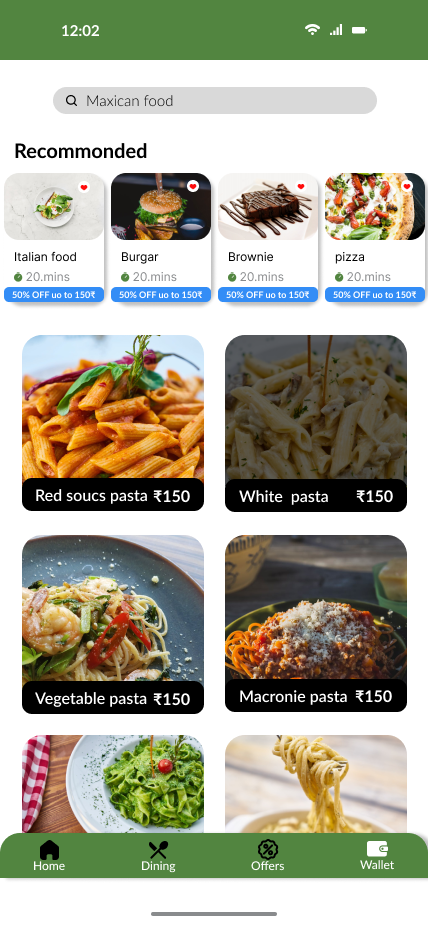 12:02
Maxican food
Recommonded
Italian food
Burgar
Brownie
pizza
20.mins
20.mins
20.mins
20.mins
50% OFF uo to 150₹
50% OFF uo to 150₹
50% OFF uo to 150₹
50% OFF uo to 150₹
Red soucs pasta ₹150
White pasta ₹150
Vegetable pasta ₹150
Macronie pasta ₹150
Home
Dining
Offers
Wallet